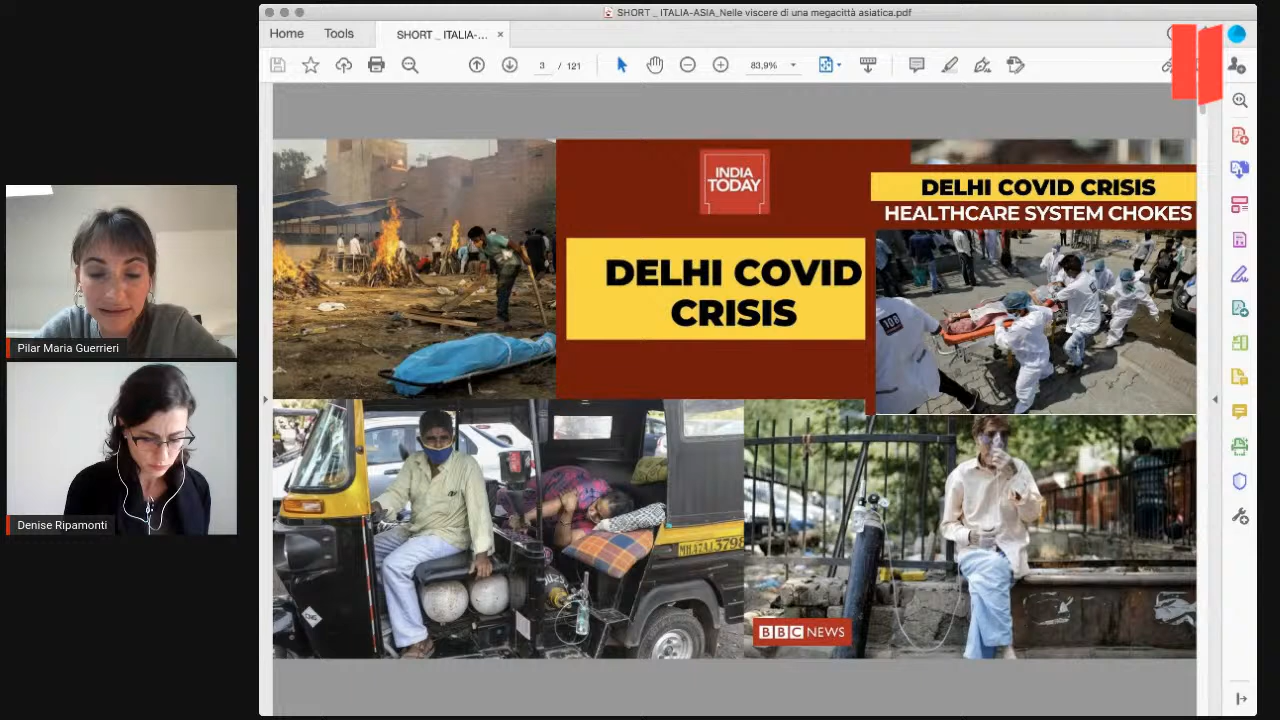 SHORT _ ITALIA-ASIA_Nelle viscere di una megacittà asiatica.pdf
Home
Tools
SHORT _ ITALIA-...
×
3 / 121
83,9%
INDIA
TODAY
DELHI COVID
CRISIS
DELHI COVID CRISIS
HEALTHCARE SYSTEM CHOKES
108
Pilar Maria Guerrieri
Denise Ripamonti
MH47AJ3798
BBC NEWS